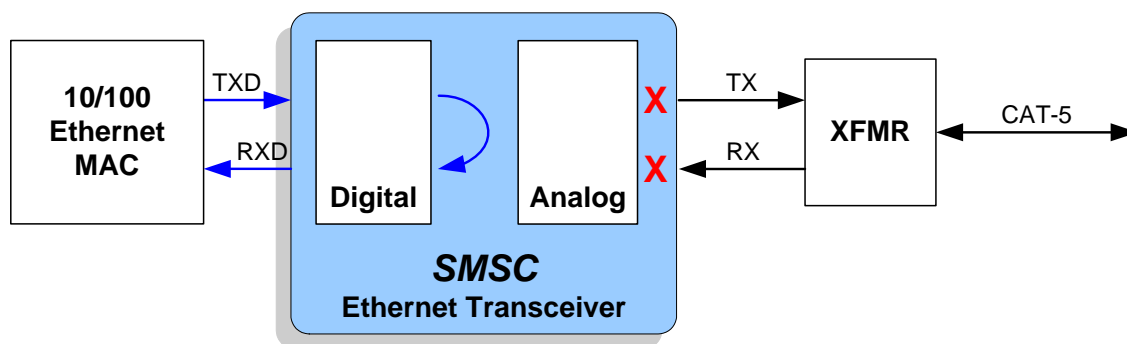 10/100
Ethernet
MAC
TXD
RXD
Digital
Analog
X
X
SMSC
Ethernet Transceiver
TX
RX
XFMR
CAT-5